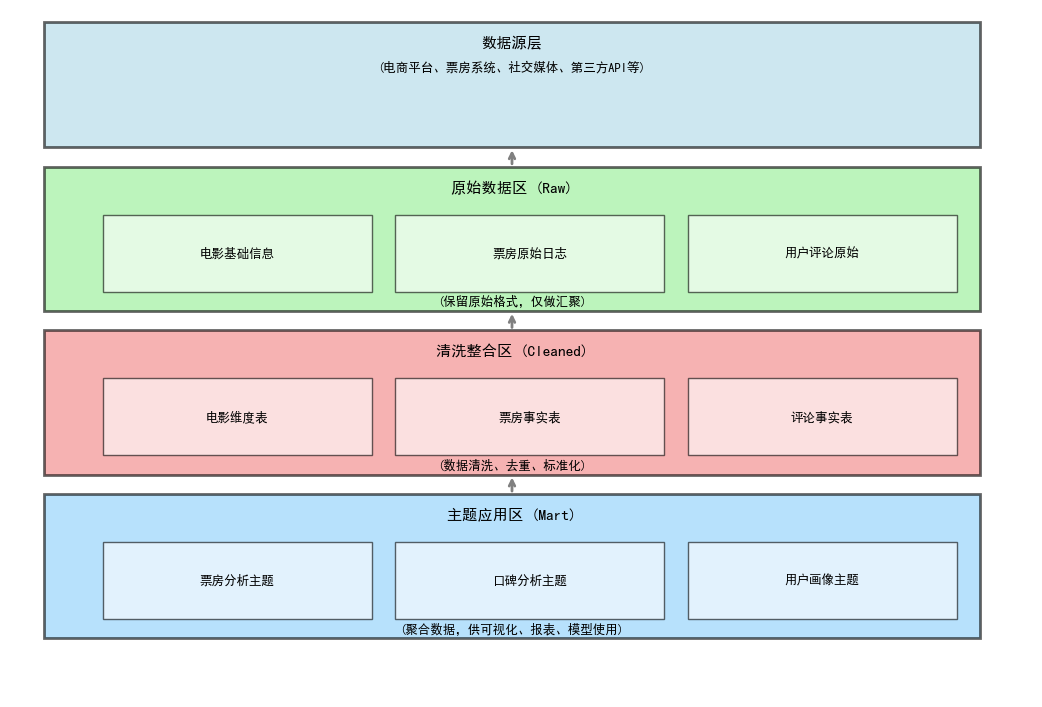 数据源层
(电商平台、票房系统、社交媒体、第三方API等)
原始数据区 (Raw)
电影基础信息
票房原始日志
用户评论原始
(保留原始格式, 仅做汇聚)
清洗整合区 (Cleaned)
电影维度表
票房事实表
评论事实表
(数据清洗、去重、标准化)
主题应用区 (Mart)
票房分析主题
口碑分析主题
用户画像主题
(聚合数据, 供可视化、报表、模型使用)